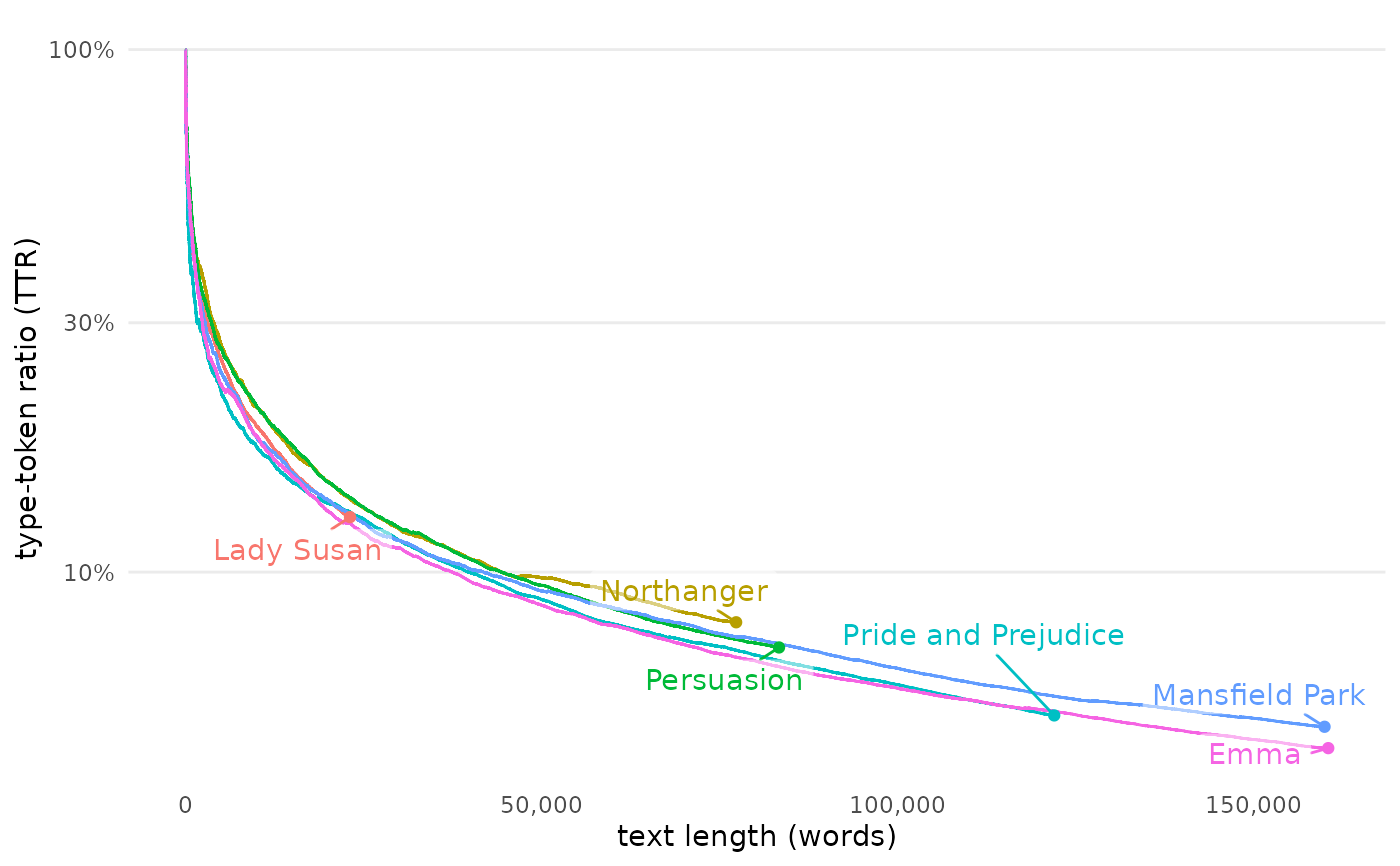 100%
30%
10%
type-token ratio (TTR)
Lady Susan
Northanger
Pride and Prejudice
Persuasion
Mansfield Park
Emma
0
50,000
100,000
150,000
text length (words)